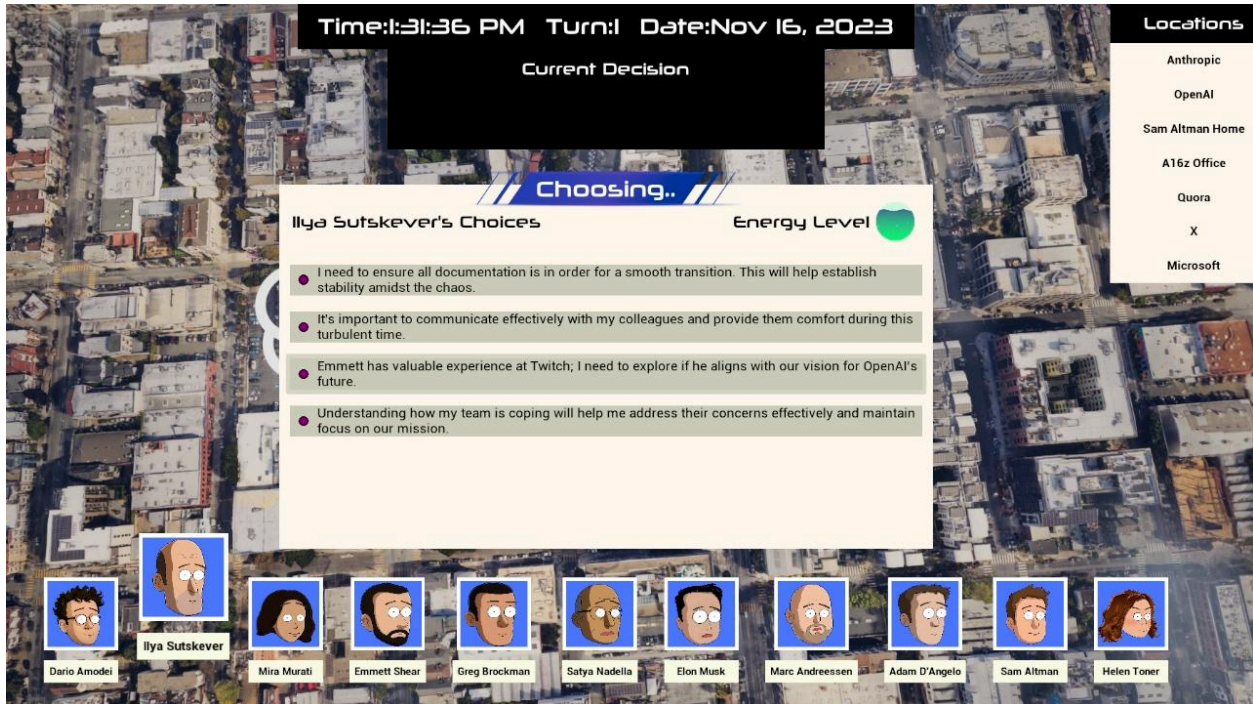 Time:1:31:36 PM Turn:1 Date:Nov 16, 2023
Current Decision
Locations
Anthropic
OpenAI
Sam Altman Home
A16z Office
Quora
X
Microsoft
Choosing..
Ilya Sutskever's Choices
Energy Level
I need to ensure all documentation is in order for a smooth transition. This will help establish
stability amidst the chaos.
It's important to communicate effectively with my colleagues and provide them comfort during this
turbulent time.
Emmett has valuable experience at Twitch; I need to explore if he aligns with our vision for OpenAI's
future.
Understanding how my team is coping will help me address their concerns effectively and maintain
focus on our mission.
Dario Amodei
Ilya Sutskever
Mira Murati
Emmett Shear
Greg Brockman
Satya Nadella
Elon Musk
Marc Andreessen
Adam D'Angelo
Sam Altman
Helen Toner